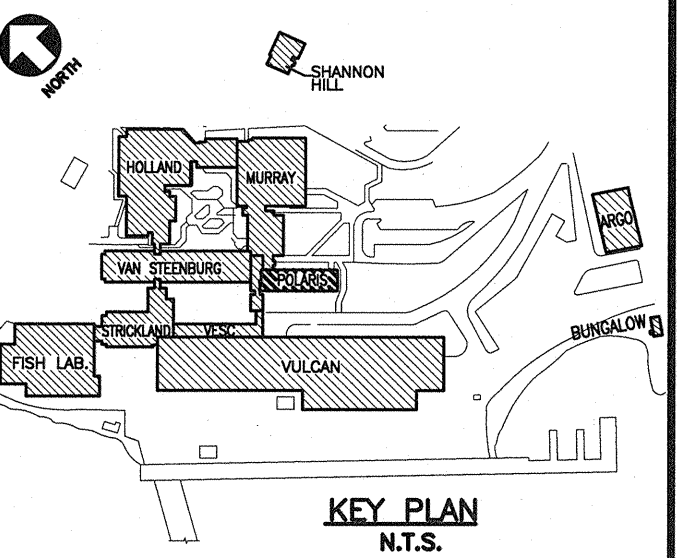 NORTH
SHANNON
HILL
HOLLAND
MURRAY
ARGO
VAN STEENBURG.
POLARIS
BUNGALOW
STRICKLAND
VESC.
FISH LAB.
VULCAN
KEY PLAN
N.T.S.